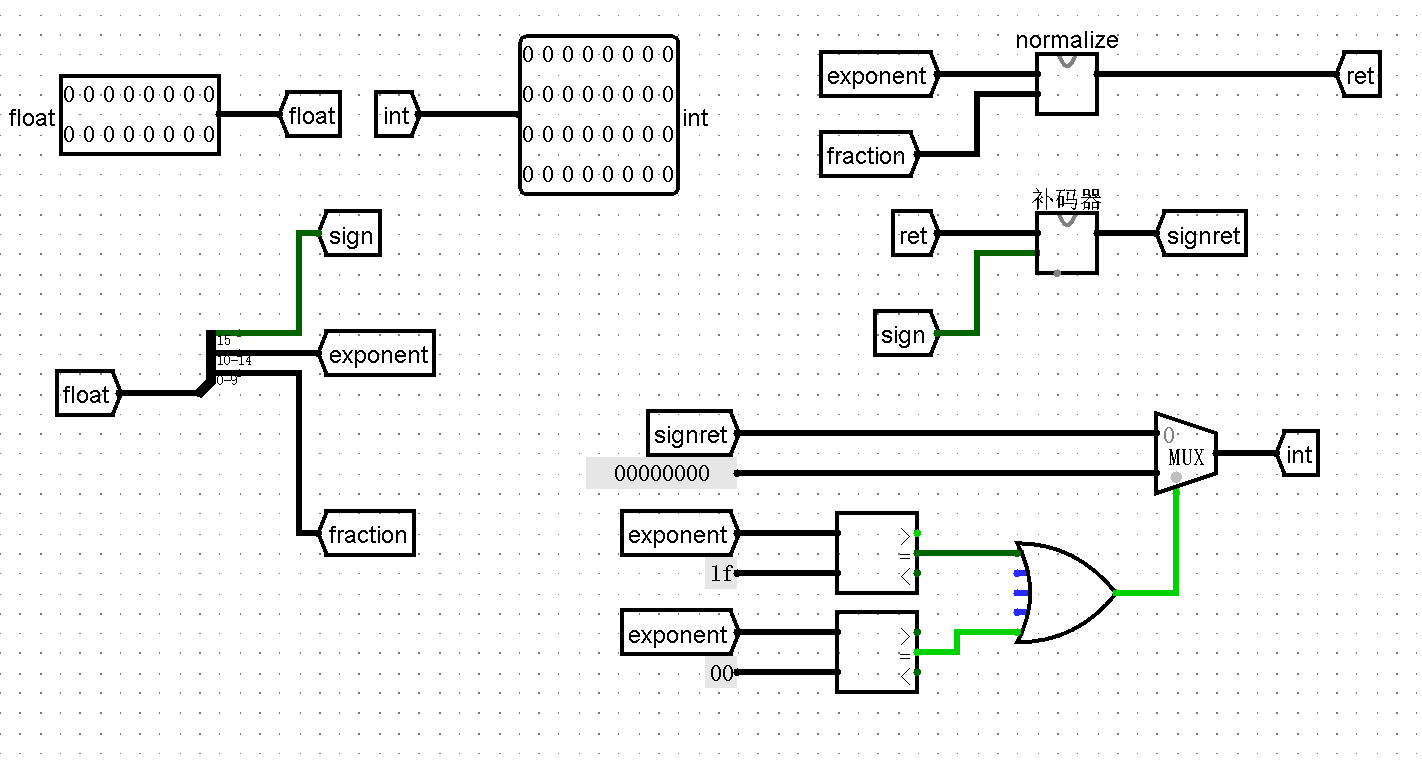 float
0 0 0 0 0 0 0 0
0 0 0 0 0 0 0 0
float
int
0 0 0 0 0 0 0 0
0 0 0 0 0 0 0 0
0 0 0 0 0 0 0 0
0 0 0 0 0 0 0 0
int
normalize
exponent
fraction
ret
补码器
ret
sign
signret
float
15
10-14
0-9
sign
exponent
fraction
signret
00000000
0
MUX
int
exponent
1f
>
=
<
exponent
00
>
=
<